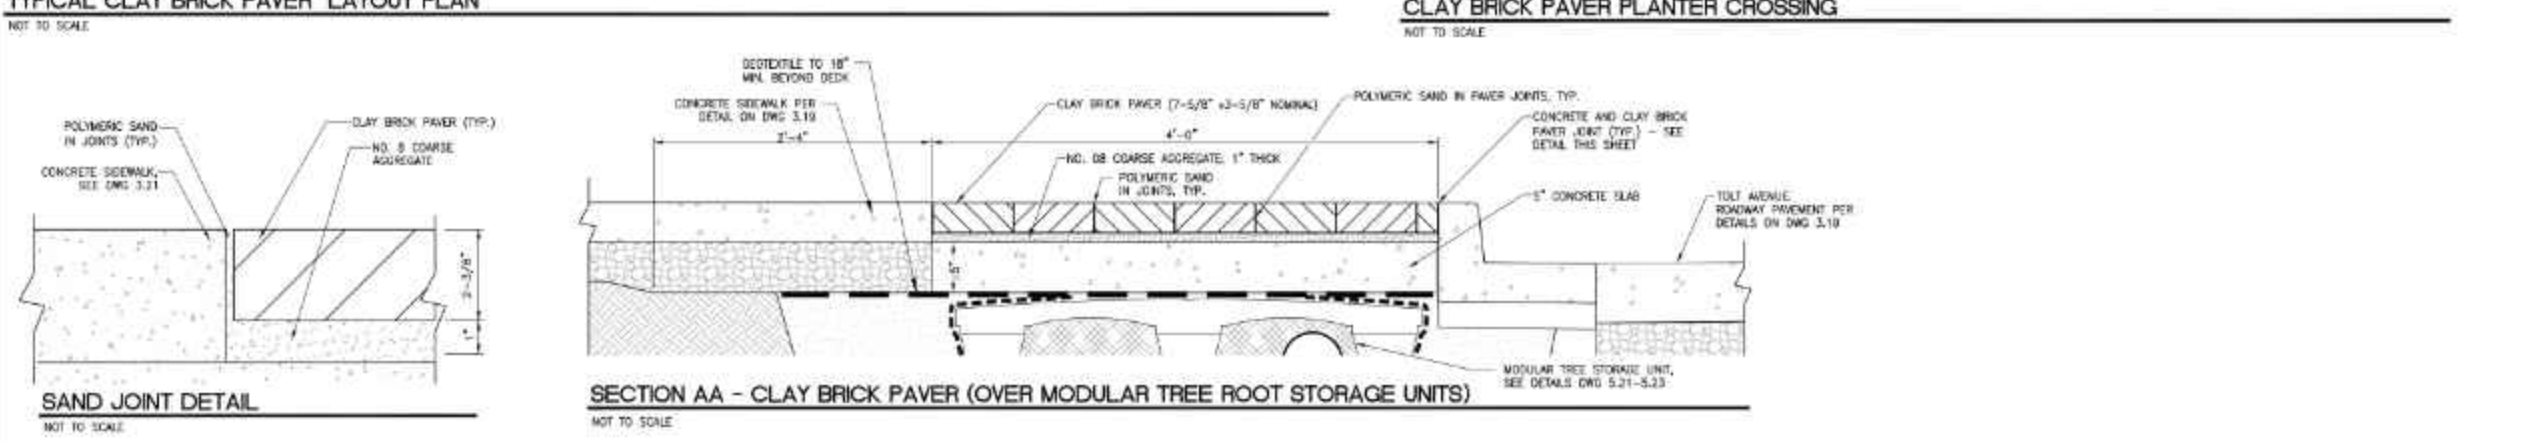 TYPICAL CLAY BRICK PAVER LAYOUT PLAN
NOT TO SCALE
CLAY BRICK PAVER PLANTER CROSSING
NOT TO SCALE
POLYMERIC SAND
IN JOINTS (TYP.)
CONCRETE SIDEWALK,
SEE DWG 3.21
CLAY BRICK PAVER (TYP.)
NO. 8 COARSE
AGGREGATE
2-3/8"
1"
SAND JOINT DETAIL
NOT TO SCALE
GEOTEXTILE TO 18"
MIN. BEYOND DECK
CONCRETE SIDEWALK PER
DETAIL ON DWG 3.19
CLAY BRICK PAVER (7-5/8" x3-5/8" NOMINAL)
POLYMERIC SAND IN PAVER JOINTS, TYP.
CONCRETE AND CLAY BRICK
PAVER JOINT (TYP.) - SEE
DETAIL THIS SHEET
2'-4"
4'-0"
NO. 08 COARSE AGGREGATE, 1" THICK
POLYMERIC SAND
IN JOINTS, TYP.
5" CONCRETE SLAB
TOLT AVENUE
ROADWAY PAVEMENT PER
DETAILS ON DWG 3.19
5"
MODULAR TREE STORAGE UNIT,
SEE DETAILS DWG 5.21-5.23
SECTION AA - CLAY BRICK PAVER (OVER MODULAR TREE ROOT STORAGE UNITS)
NOT TO SCALE